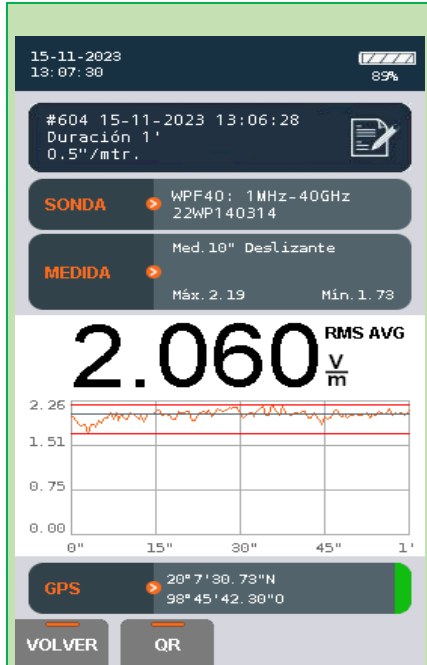 15-11-2023
13:07:30
89%
#604 15-11-2023 13:06:28
Duración 1'
0.5"/mtr.
SONDA
WPF40: 1MHz-40GHz
22WP140314
MEDIDA
Med.10" Deslizante
Máx.2.19 Mín.1.73
2.060 RMS AVG
V/m
2.26
1.51
0.75
0.00
0" 15" 30" 45" 1'
GPS
20°7'30.73"N
98°45'42.30"O
VOLVER QR